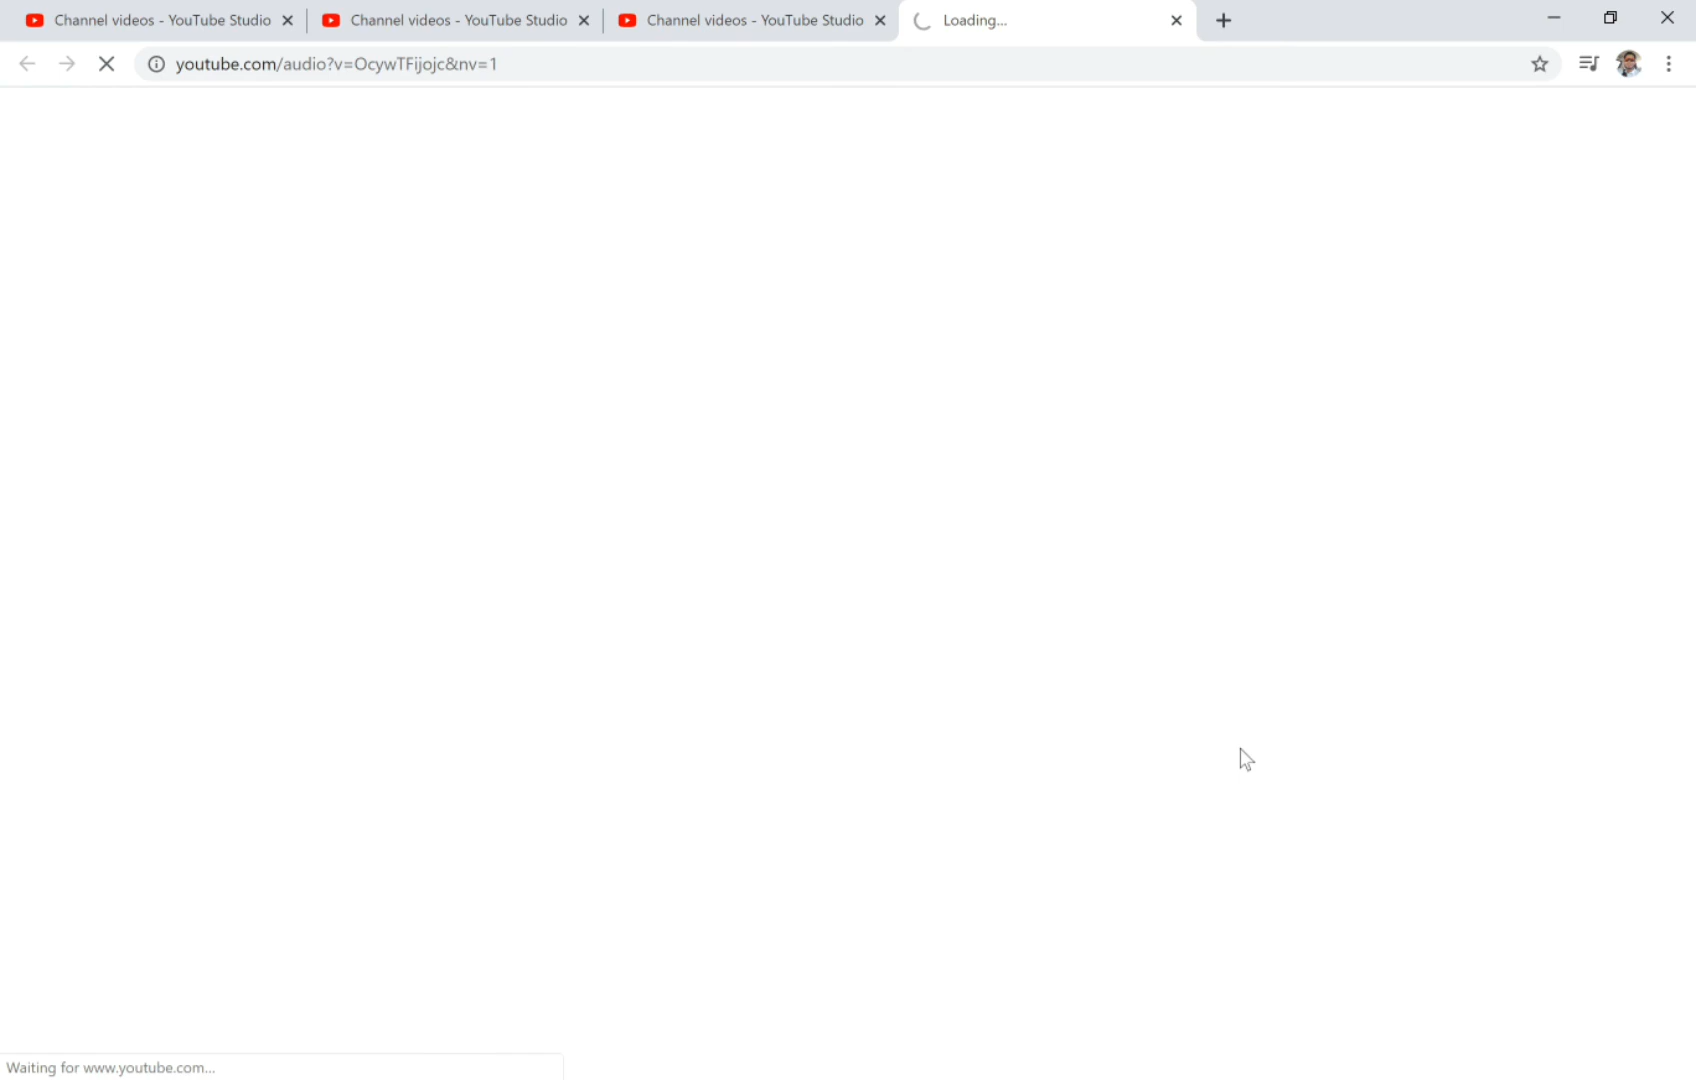 Channel videos - YouTube Studio
Channel videos - YouTube Studio
Channel videos - YouTube Studio
Loading...
youtube.com/audio?v=OcywTFijojc&nv=1
Waiting for www.youtube.com...